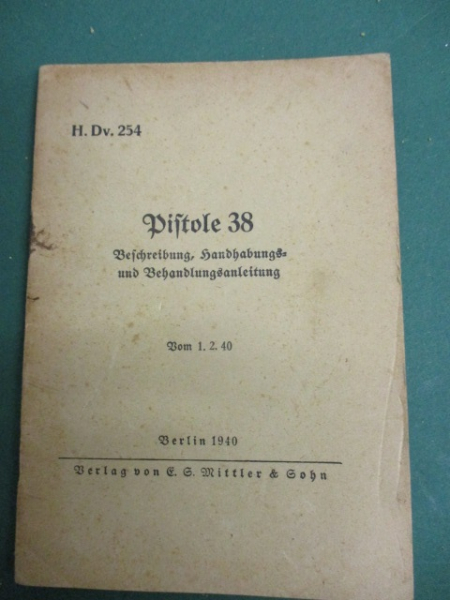 H. Dv. 254
Pistole 38
Beschreibung, Handhabungs-
und Behandlungsanleitung
Vom 1. 2. 40
Berlin 1940
Verlag von E. S. Mittler & Sohn